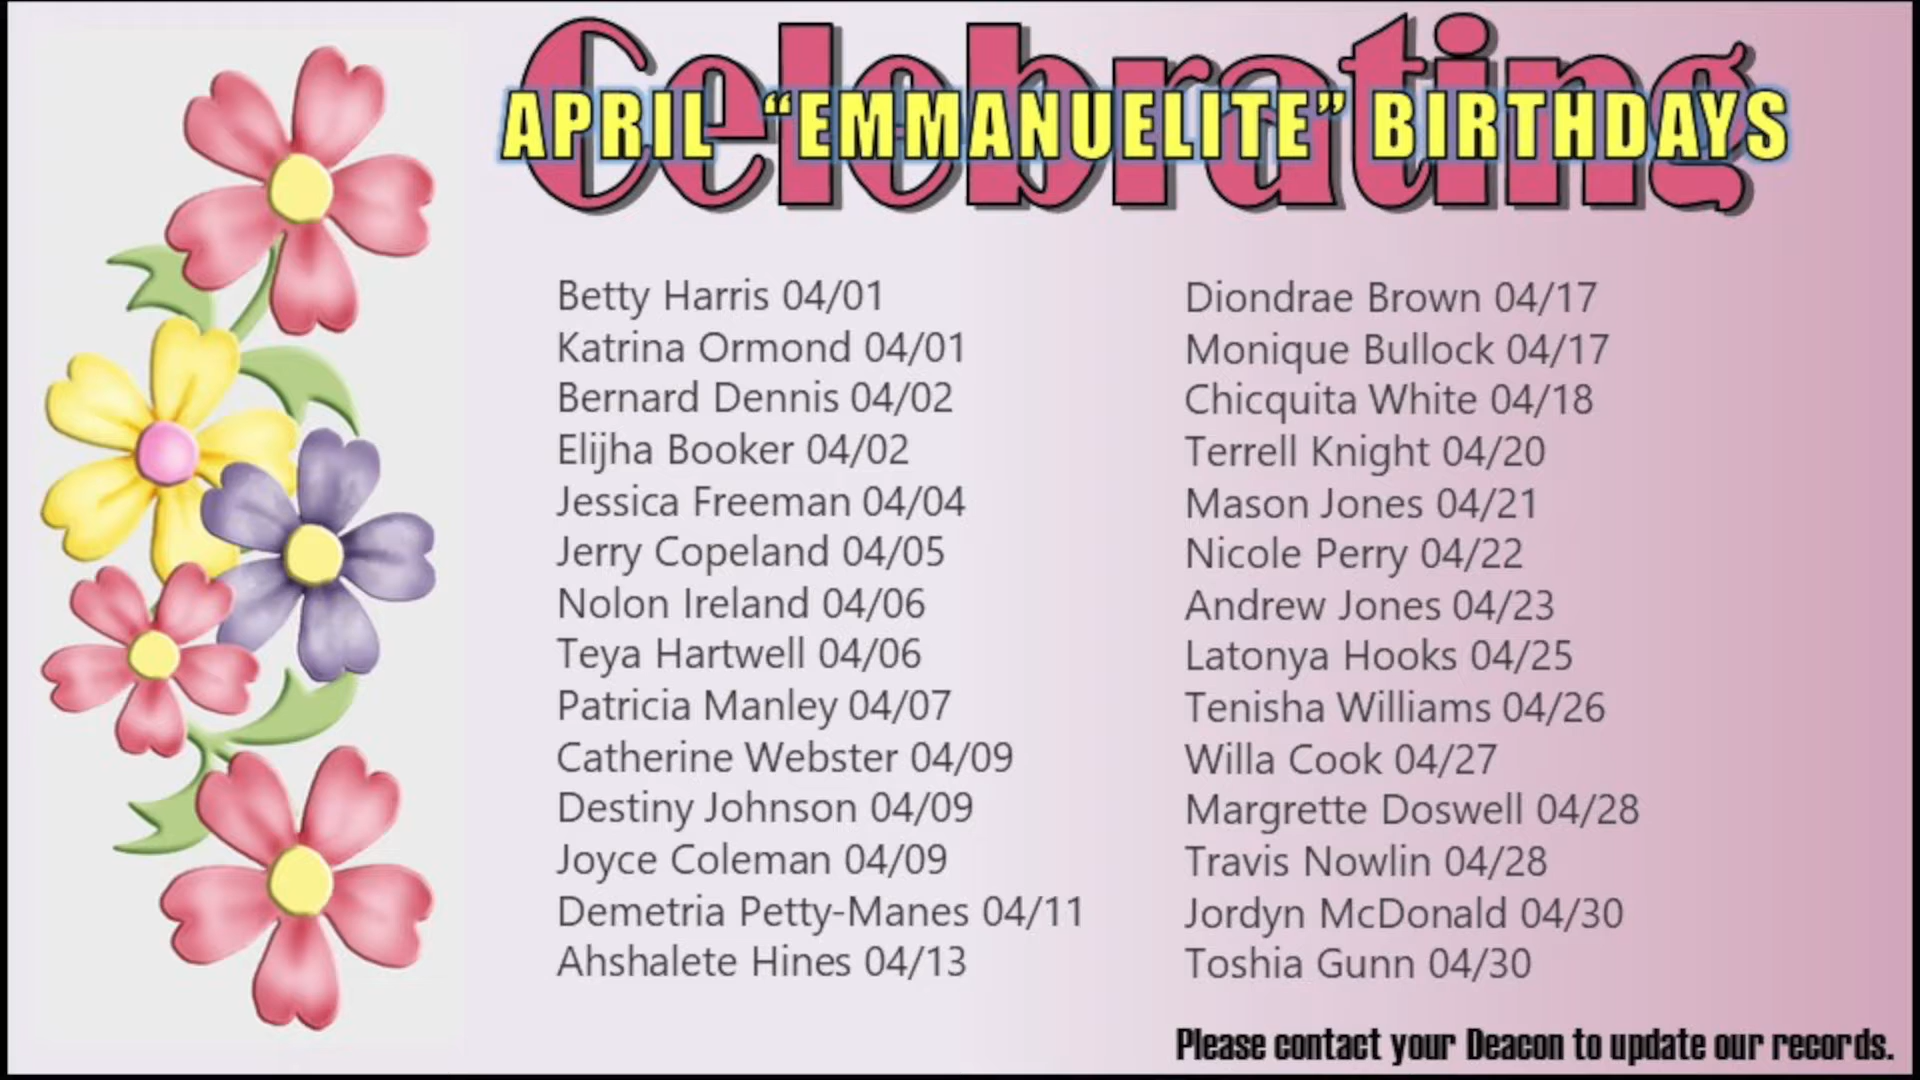 Celebrating
APRIL “EMMANUELITE” BIRTHDAYS
Betty Harris 04/01
Katrina Ormond 04/01
Bernard Dennis 04/02
Elijha Booker 04/02
Jessica Freeman 04/04
Jerry Copeland 04/05
Nolon Ireland 04/06
Teya Hartwell 04/06
Patricia Manley 04/07
Catherine Webster 04/09
Destiny Johnson 04/09
Joyce Coleman 04/09
Demetria Petty-Manes 04/11
Ahshalete Hines 04/13
Diondrae Brown 04/17
Monique Bullock 04/17
Chicquita White 04/18
Terrell Knight 04/20
Mason Jones 04/21
Nicole Perry 04/22
Andrew Jones 04/23
Latonya Hooks 04/25
Tenisha Williams 04/26
Willa Cook 04/27
Margrette Doswell 04/28
Travis Nowlin 04/28
Jordyn McDonald 04/30
Toshia Gunn 04/30
Please contact your Deacon to update our records.